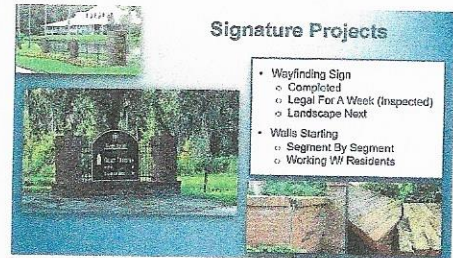 Signature Projects
• Wayfinding Sign
o Completed
o Legal For A Week (Inspected)
o Landscape Next
• Walls Starting
o Segment By Segment
o Working W/ Residents